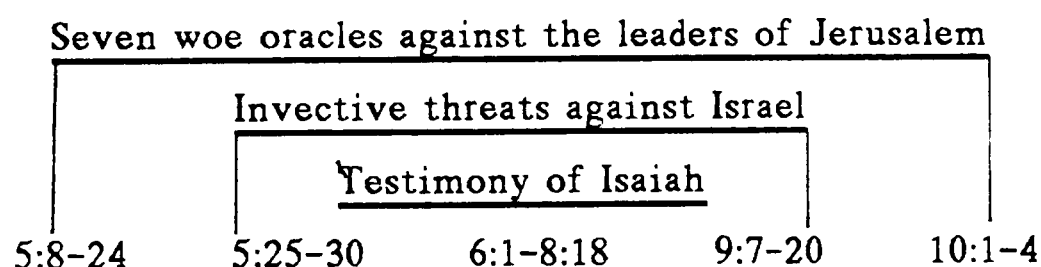 Seven woe oracles against the leaders of Jerusalem
Invective threats against Israel
Testimony of Isaiah
5:8-24 5:25-30 6:1-8:18 9:7-20 10:1-4